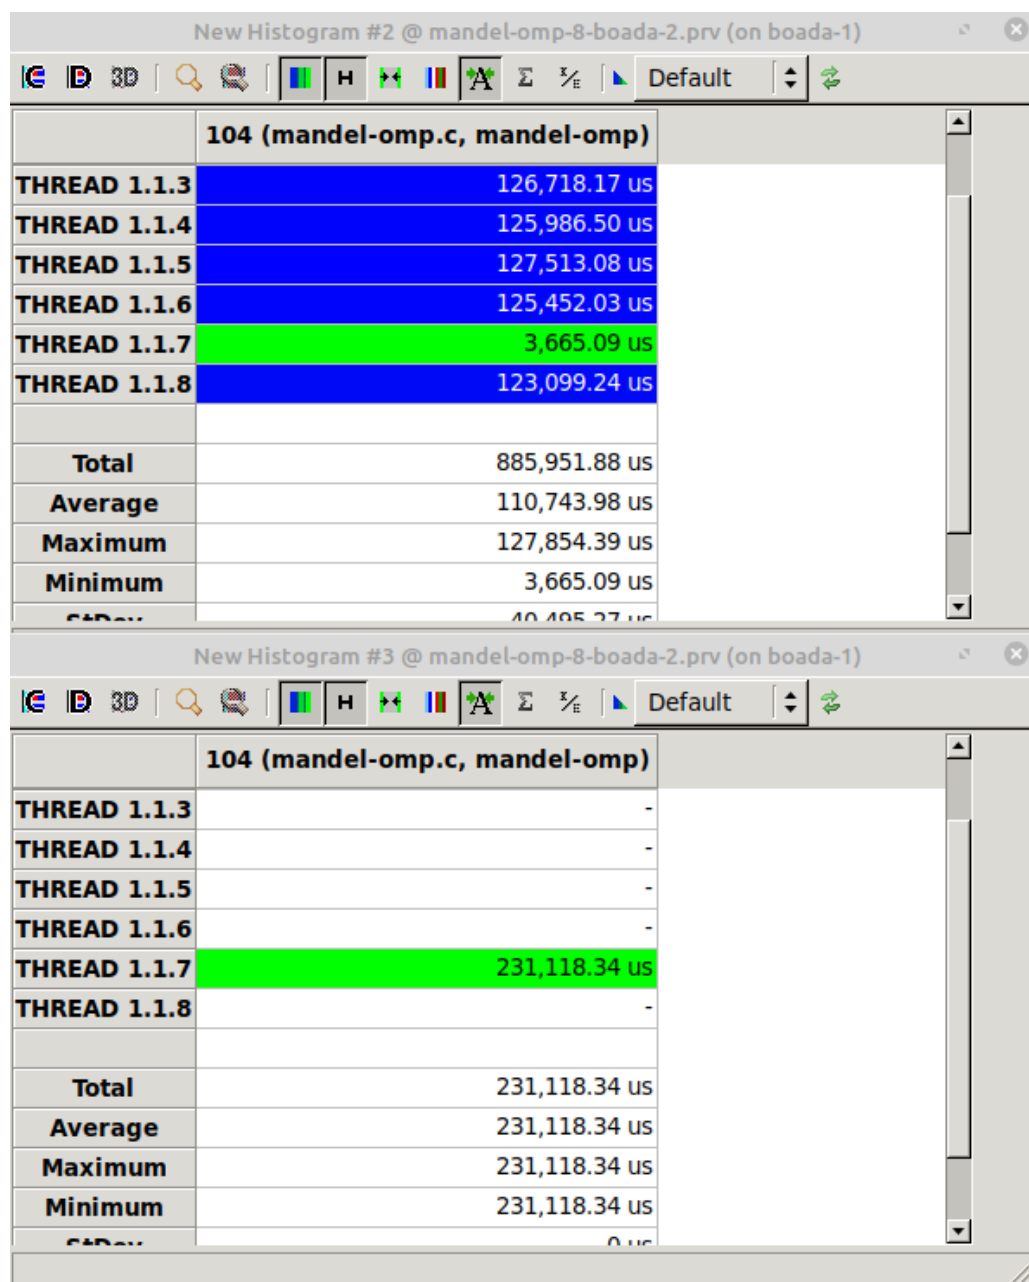 New Histogram #2 @ mandel-omp-8-boada-2.prv (on boada-1)
3D H A Σ Default
104 (mandel-omp.c, mandel-omp)
THREAD 1.1.3 126,718.17 us
THREAD 1.1.4 125,986.50 us
THREAD 1.1.5 127,513.08 us
THREAD 1.1.6 125,452.03 us
THREAD 1.1.7 3,665.09 us
THREAD 1.1.8 123,099.24 us
Total 885,951.88 us
Average 110,743.98 us
Maximum 127,854.39 us
Minimum 3,665.09 us
StDev 40,495.27 us
New Histogram #3 @ mandel-omp-8-boada-2.prv (on boada-1)
3D H A Σ Default
104 (mandel-omp.c, mandel-omp)
THREAD 1.1.3 -
THREAD 1.1.4 -
THREAD 1.1.5 -
THREAD 1.1.6 -
THREAD 1.1.7 231,118.34 us
THREAD 1.1.8 -
Total 231,118.34 us
Average 231,118.34 us
Maximum 231,118.34 us
Minimum 231,118.34 us
StDev 0 us